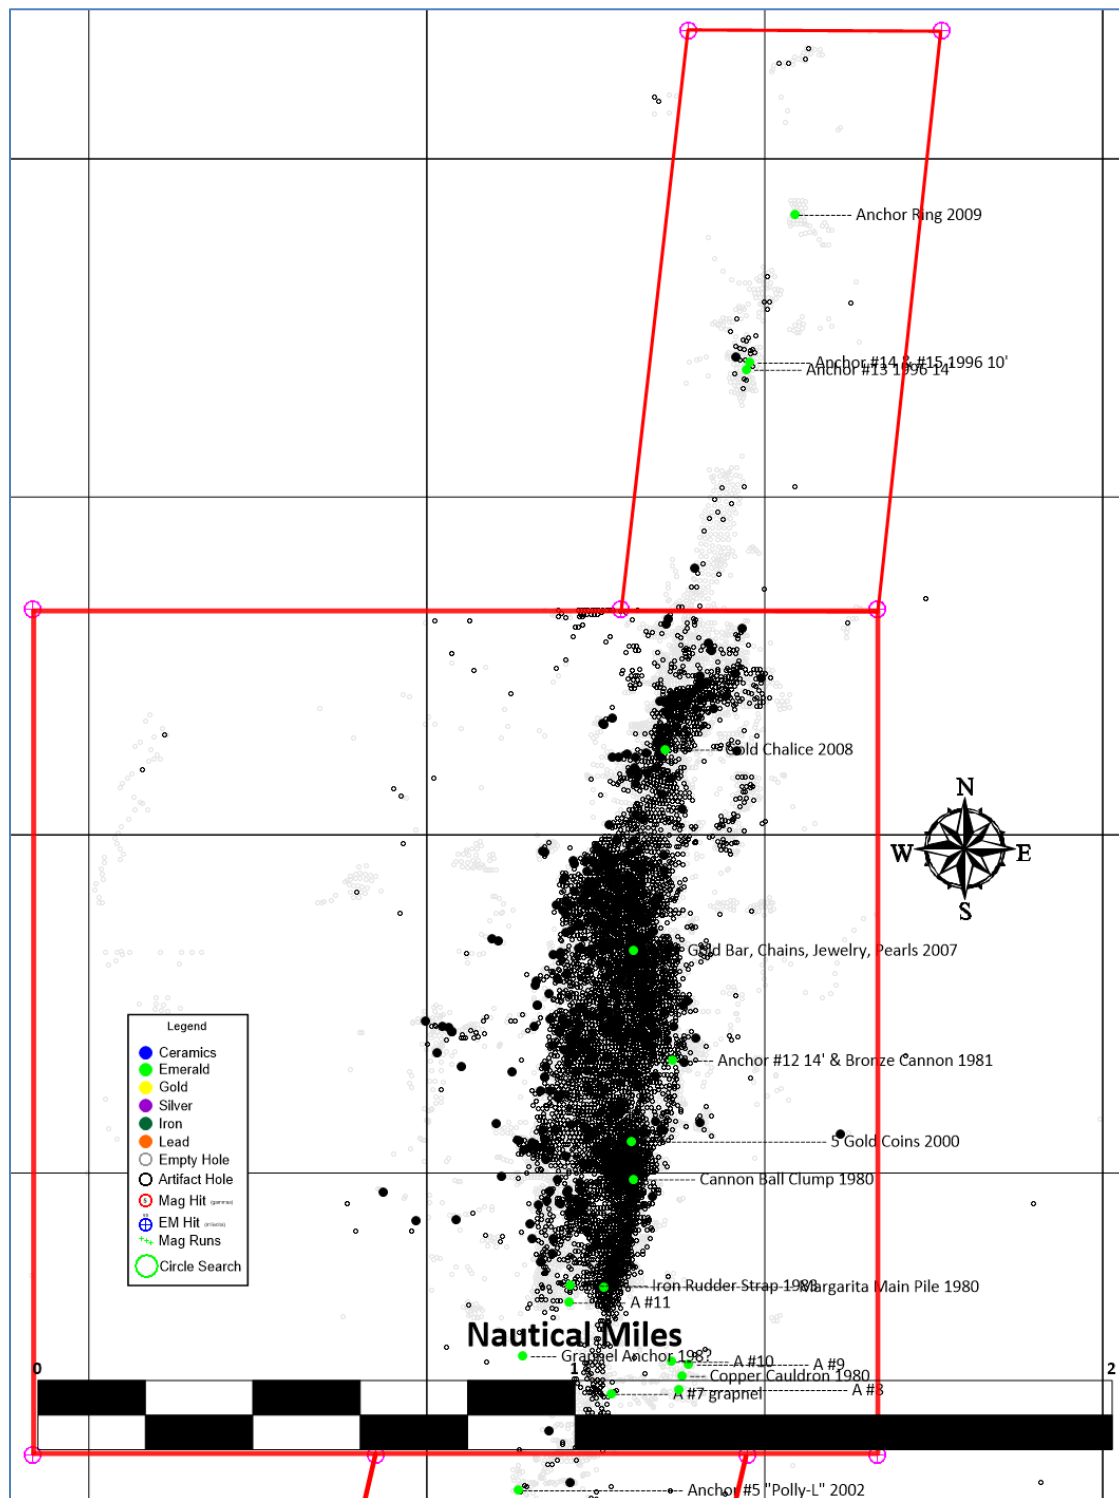 Anchor Ring 2009
Anchor #14 & #15 1996 10'
Anchor #13 1996 14'
Gold Chalice 2008
N
W E
S
Gold Bar, Chains, Jewelry, Pearls 2007
Legend
Ceramics
Emerald
Gold
Silver
Iron
Lead
Empty Hole
Artifact Hole
Mag Hit (gammas)
EM Hit
Mag Runs
Circle Search
Anchor #12 14' & Bronze Cannon 1981
5 Gold Coins 2000
Cannon Ball Clump 1980
Iron Rudder Strap 1983
Margarita Main Pile 1980
A #11
Nautical Miles
Grapnel Anchor 198?
A #10
A #9
Copper Cauldron 1980
A #8
A #7 grapnel
0 1 2
Anchor #5 "Polly-L" 2002